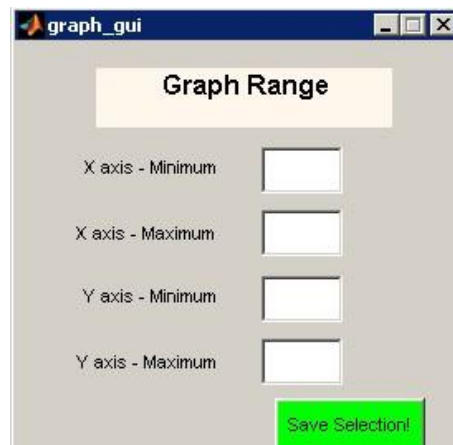 graph_gui
Graph Range
X axis - Minimum
X axis - Maximum
Y axis - Minimum
Y axis - Maximum
Save Selection!